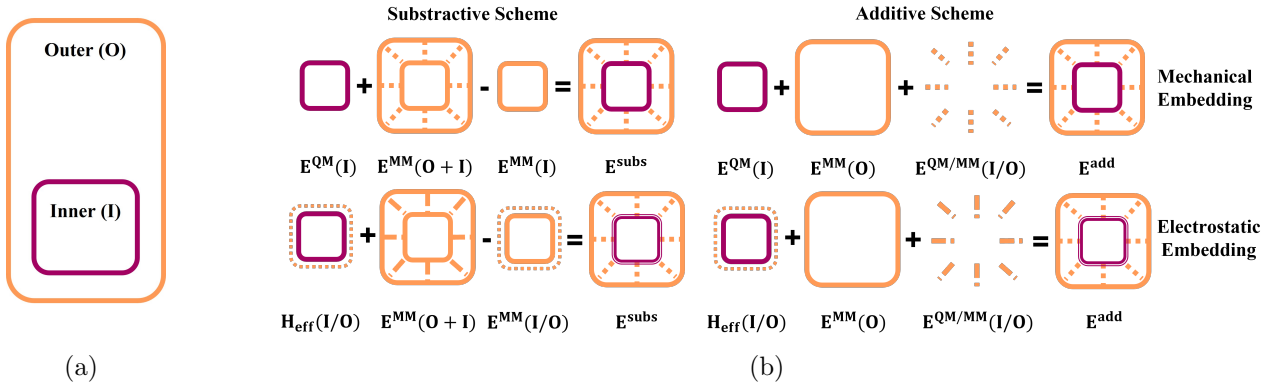 Outer (O)
Inner (I)
(a)
Substractive Scheme
Additive Scheme
+ - =
+ + =
Mechanical
Embedding
E^QM(I) E^MM(O + I) E^MM(I) E^subs
E^QM(I) E^MM(O) E^QM/MM(I/O) E^add
+ - =
+ + =
Electrostatic
Embedding
H_eff(I/O) E^MM(O + I) E^MM(I/O) E^subs
H_eff(I/O) E^MM(O) E^QM/MM(I/O) E^add
(b)